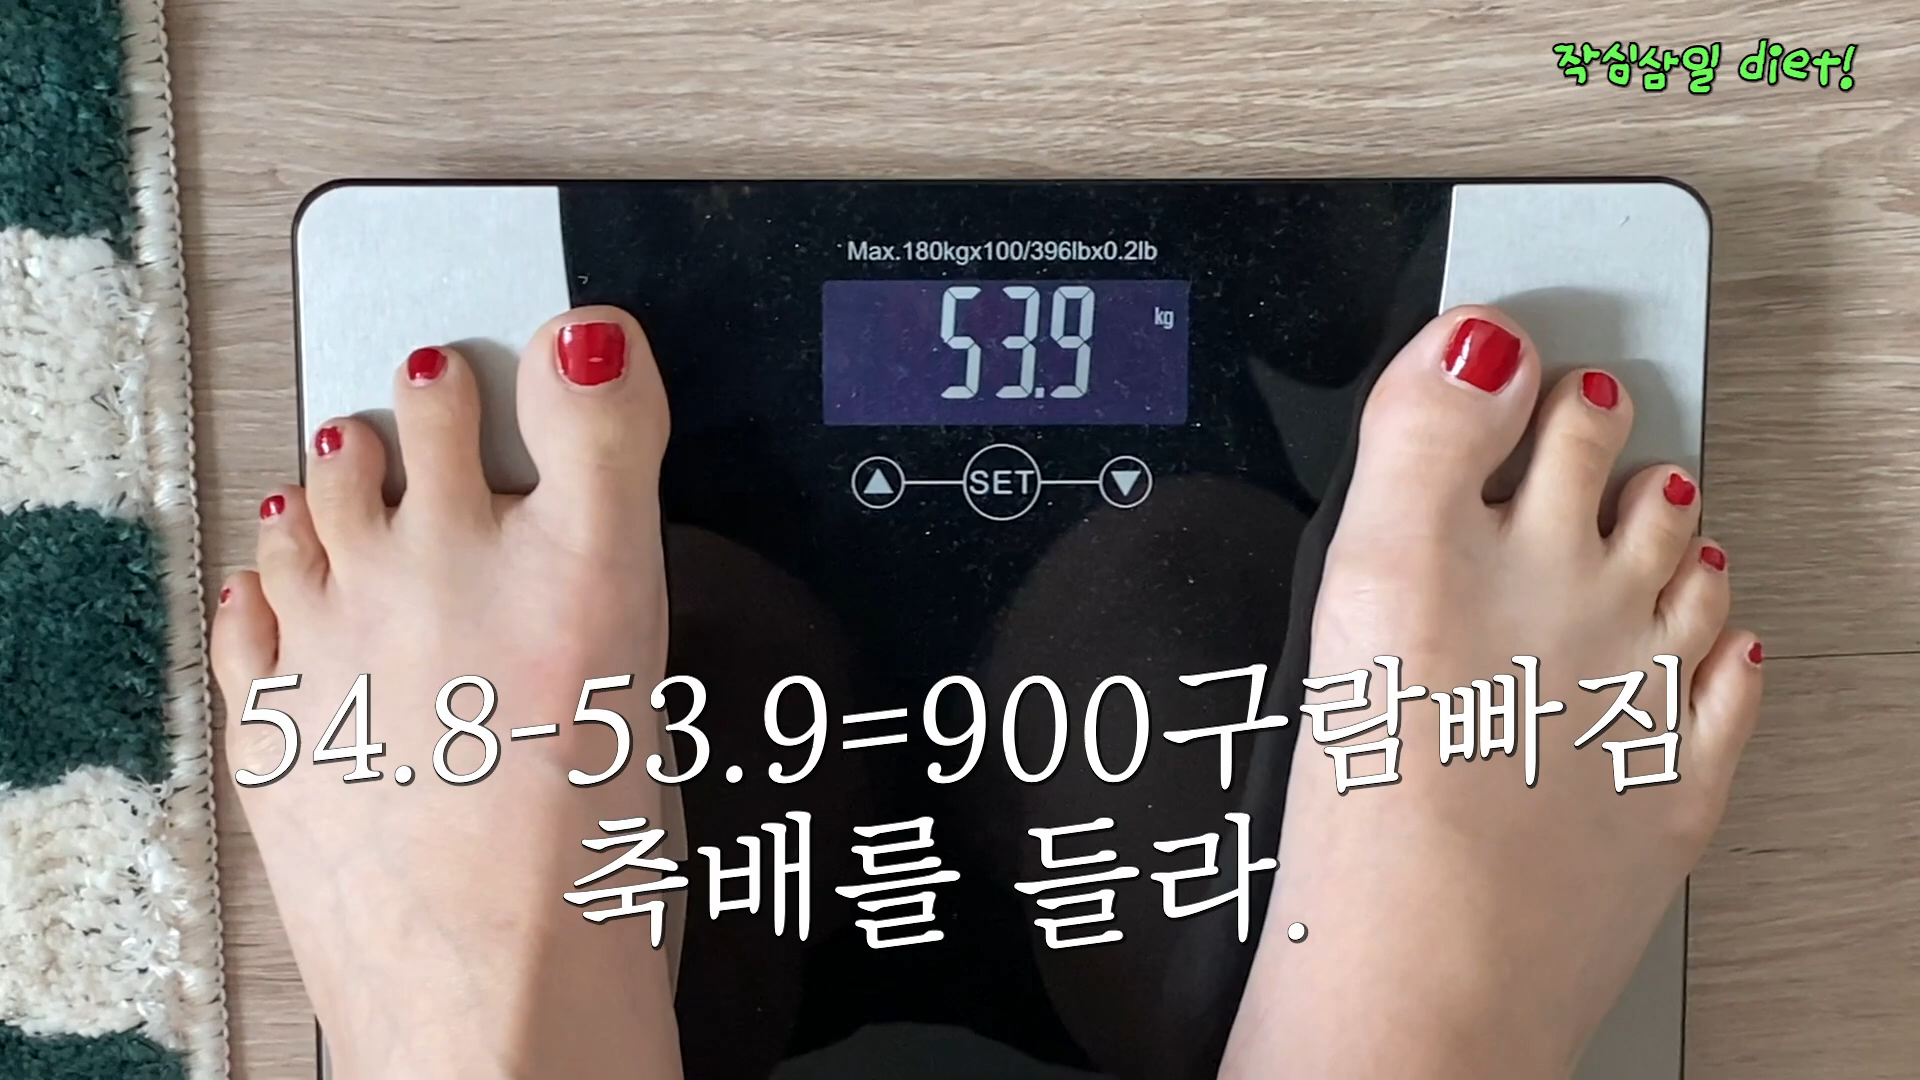 작심삼일 diet!
Max.180kgx100/396lbx0.2lb
53.9 kg
SET
54.8-53.9=900구람빠짐
축배를 들라.